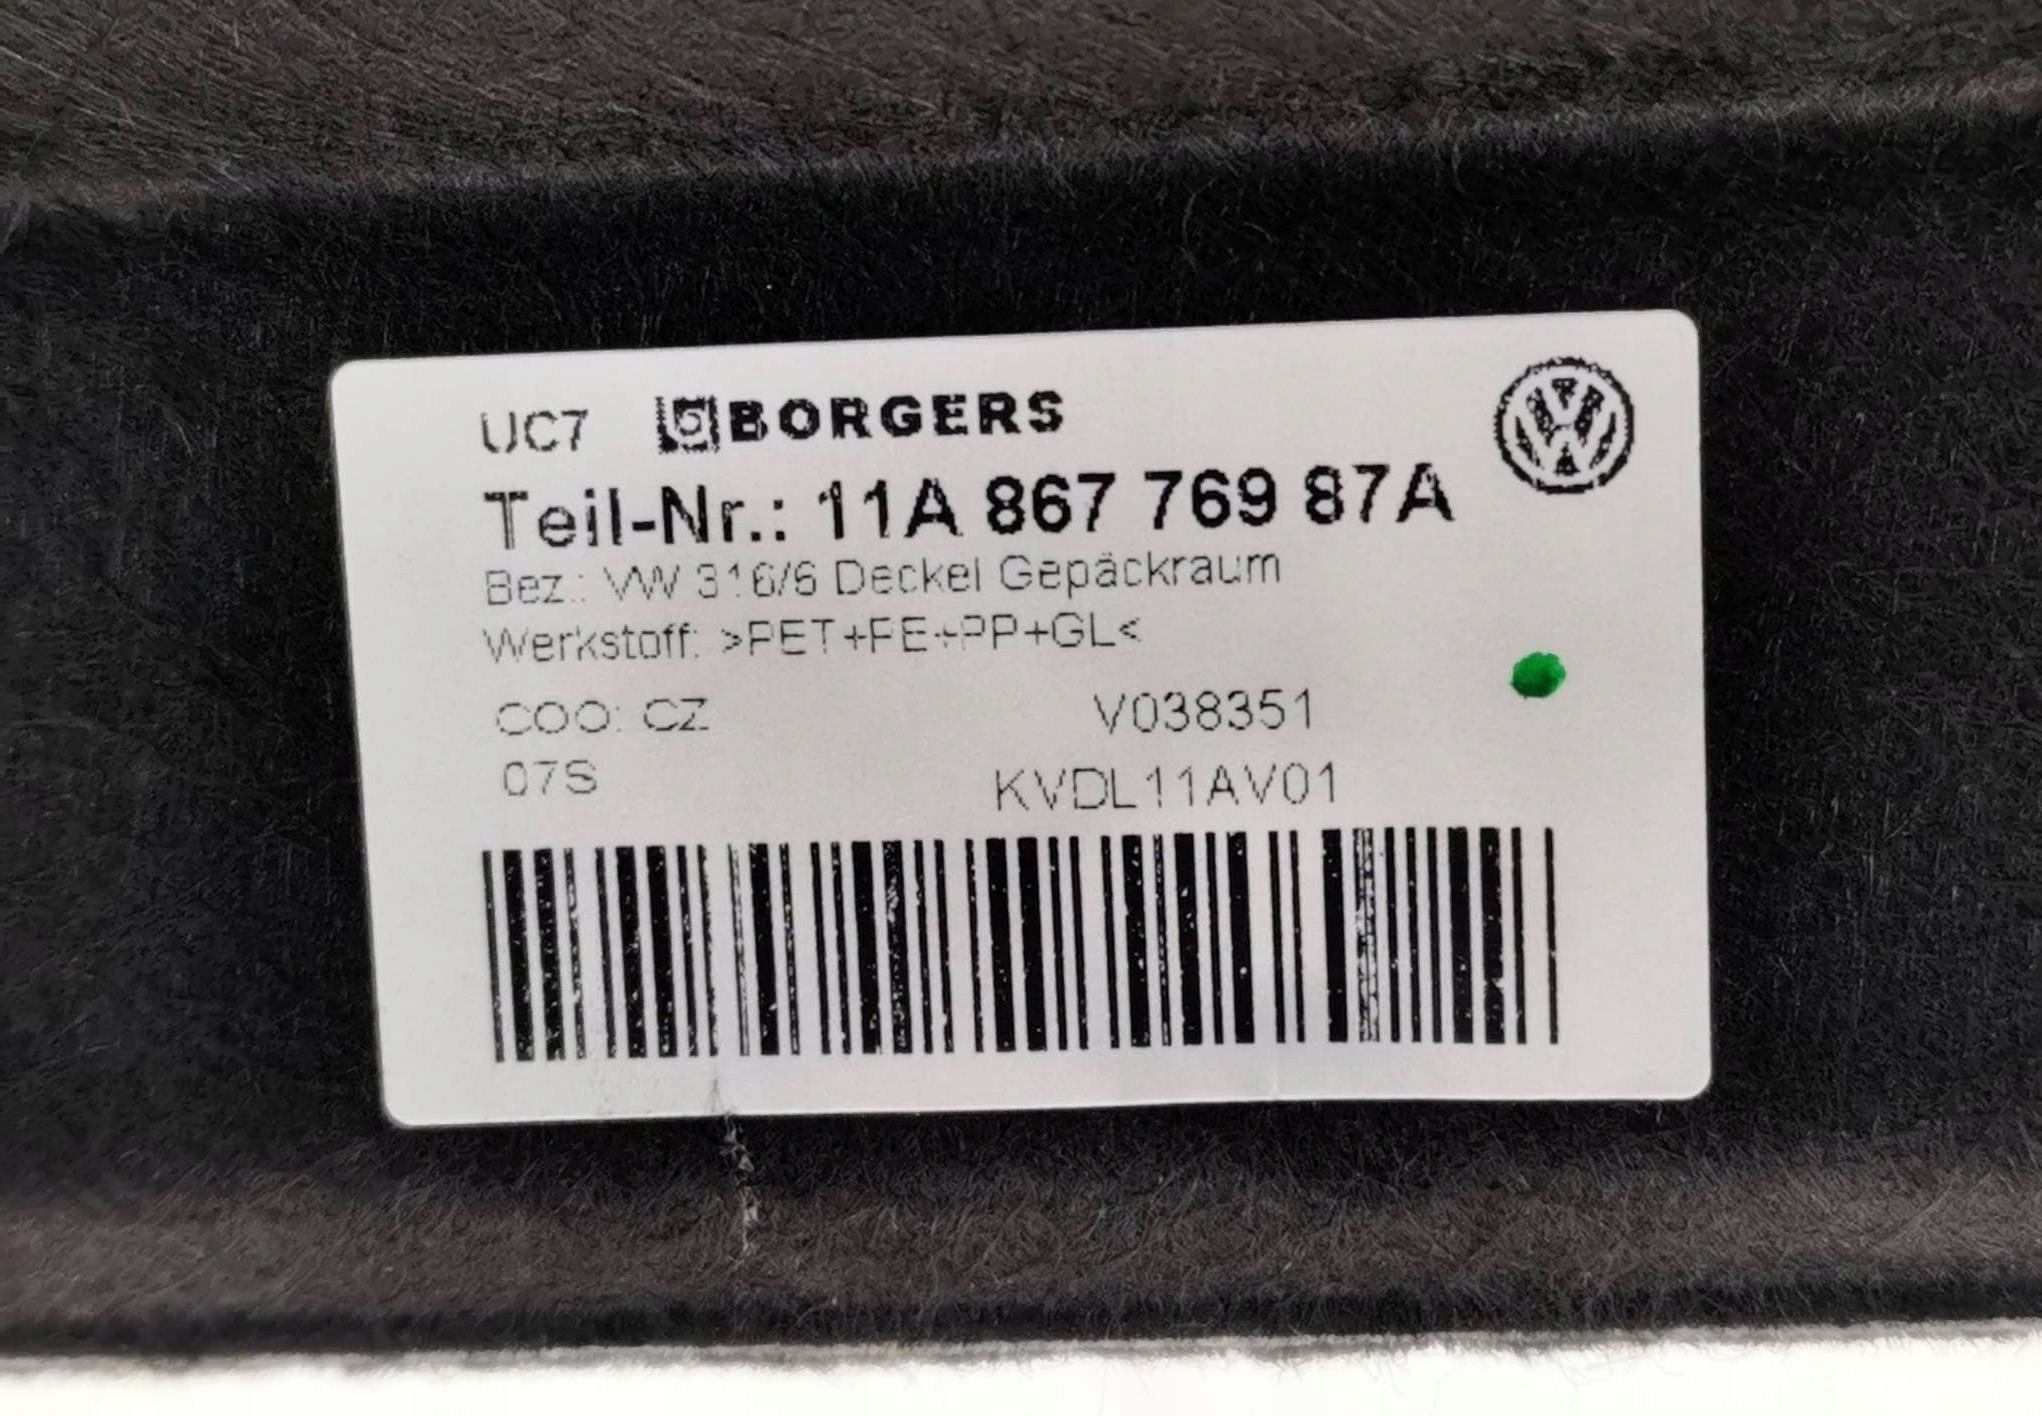 UC7 BORGERS
Teil-Nr.: 11A 867 769 87A
Bez.: VW 316/6 Deckel Gepäckraum
Werkstoff: >PET+PE+PP+GL<
COO: CZ V038351
07S KVDL11AV01